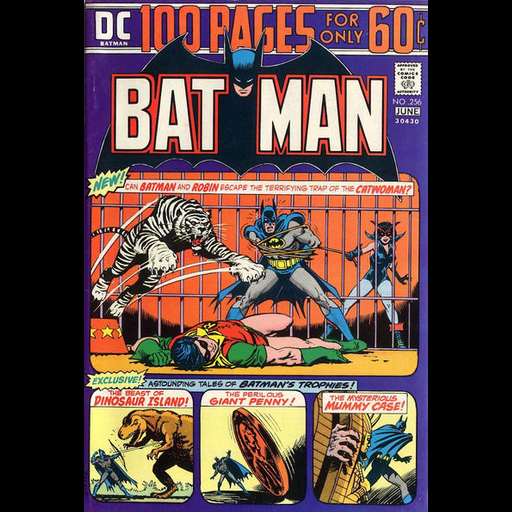 DC
BATMAN
100 PAGES FOR ONLY 60¢
APPROVED BY THE COMICS CODE AUTHORITY
BATMAN
NO. 256
JUNE
30430
NEW!
CAN BATMAN AND ROBIN ESCAPE THE TERRIFYING TRAP OF THE CATWOMAN?
EXCLUSIVE!
ASTOUNDING TALES OF BATMAN'S TROPHIES!
THE BEAST OF
DINOSAUR ISLAND!
THE PERILOUS
GIANT PENNY!
THE MYSTERIOUS
MUMMY CASE!